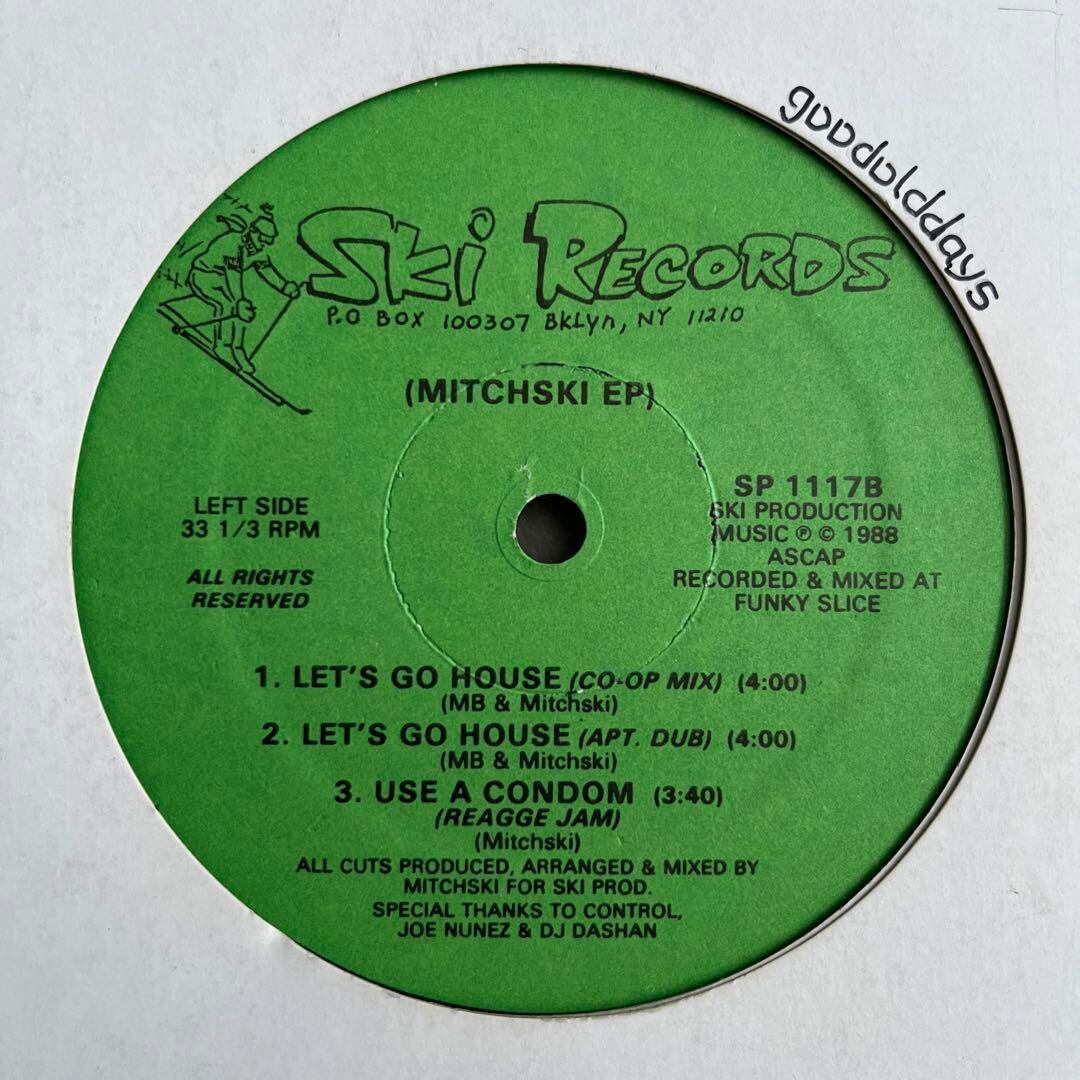 gooddolddays
Ski Records
P.O BOX 100307 BKLyn, NY 11210
(MITCHSKI EP)
LEFT SIDE
33 1/3 RPM
ALL RIGHTS
RESERVED
SP 1117B
SKI PRODUCTION
MUSIC ℗ © 1988
ASCAP
RECORDED & MIXED AT
FUNKY SLICE
1. LET'S GO HOUSE (CO-OP MIX) (4:00)
(MB & Mitchski)
2. LET'S GO HOUSE (APT. DUB) (4:00)
(MB & Mitchski)
3. USE A CONDOM (3:40)
(REAGGE JAM)
(Mitchski)
ALL CUTS PRODUCED, ARRANGED & MIXED BY
MITCHSKI FOR SKI PROD.
SPECIAL THANKS TO CONTROL,
JOE NUNEZ & DJ DASHAN